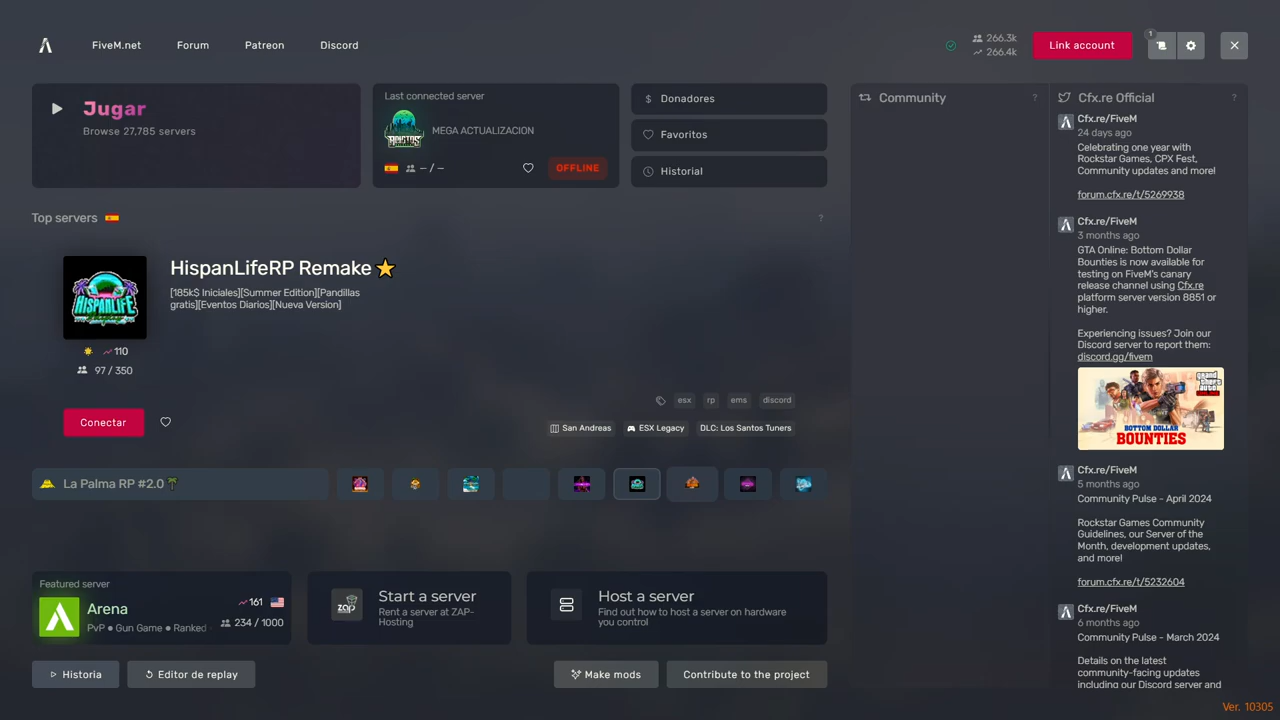 FiveM.net
Forum
Patreon
Discord
266.3k
266.4k
Link account
1
Jugar
Browse 27,785 servers
Last connected server
MEGA ACTUALIZACION
– / –
OFFLINE
Donadores
Favoritos
Historial
Top servers
?
HISPANLIFE
HispanLifeRP Remake⭐
[185k$ Iniciales][Summer Edition][Pandillas
gratis][Eventos Diarios][Nueva Version]
110
97 / 350
Conectar
esx
rp
ems
discord
San Andreas
ESX Legacy
DLC: Los Santos Tuners
La Palma RP #2.0🌴
Featured server
Arena
PvP ● Gun Game ● Ranked
161
234 / 1000
ZAP
Start a server
Rent a server at ZAP-
Hosting
Host a server
Find out how to host a server on hardware
you control
Historia
Editor de replay
Make mods
Contribute to the project
Community
?
Cfx.re Official
?
Cfx.re/FiveM
24 days ago
Celebrating one year with
Rockstar Games, CPX Fest,
Community updates and more!
forum.cfx.re/t/5269938
Cfx.re/FiveM
3 months ago
GTA Online: Bottom Dollar
Bounties is now available for
testing on FiveM's canary
release channel using Cfx.re
platform server version 8851 or
higher.
Experiencing issues? Join our
Discord server to report them:
discord.gg/fivem
grand
theft
auto
BOTTOM DOLLAR
BOUNTIES
Cfx.re/FiveM
5 months ago
Community Pulse - April 2024
Rockstar Games Community
Guidelines, our Server of the
Month, development updates,
and more!
forum.cfx.re/t/5232604
Cfx.re/FiveM
6 months ago
Community Pulse - March 2024
Details on the latest
community-facing updates
including our Discord server and
Ver. 10305